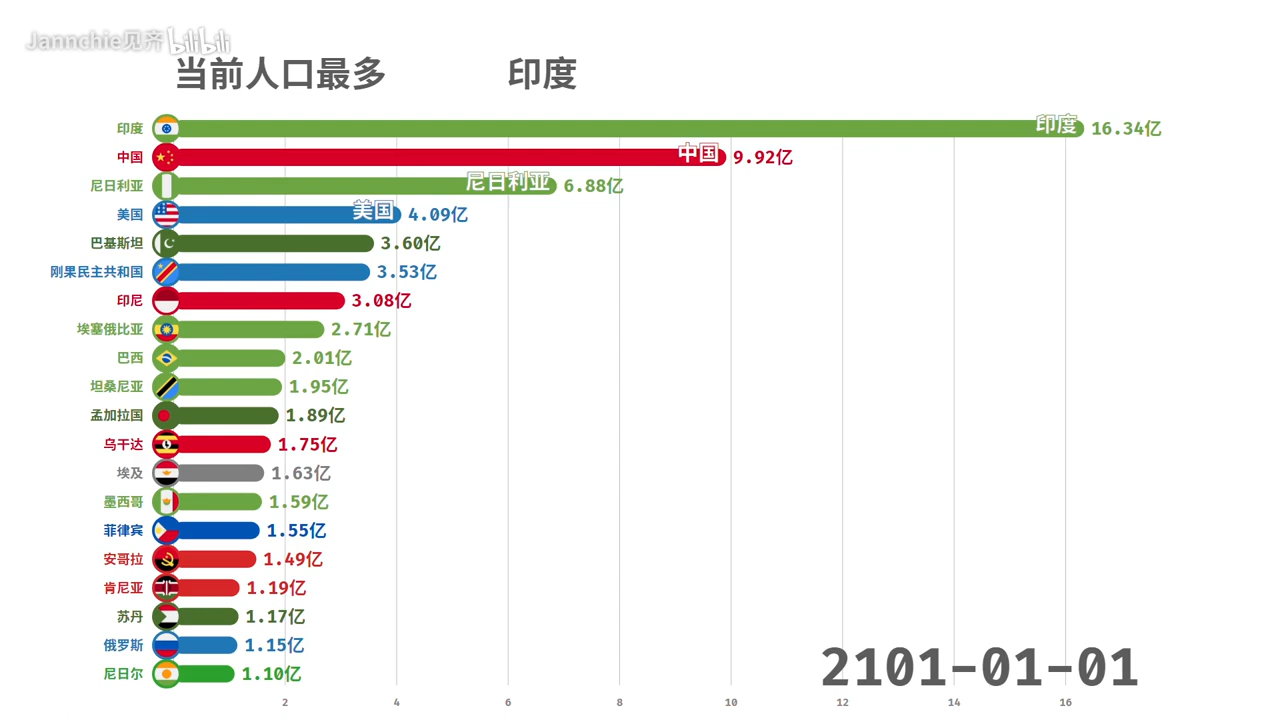 Jannchie见齐 bilibili
当前人口最多 印度
印度 印度 16.34亿
中国 中国 9.92亿
尼日利亚 尼日利亚 6.88亿
美国 美国 4.09亿
巴基斯坦 3.60亿
刚果民主共和国 3.53亿
印尼 3.08亿
埃塞俄比亚 2.71亿
巴西 2.01亿
坦桑尼亚 1.95亿
孟加拉国 1.89亿
乌干达 1.75亿
埃及 1.63亿
墨西哥 1.59亿
菲律宾 1.55亿
安哥拉 1.49亿
肯尼亚 1.19亿
苏丹 1.17亿
俄罗斯 1.15亿
尼日尔 1.10亿
2101-01-01
2 4 6 8 10 12 14 16